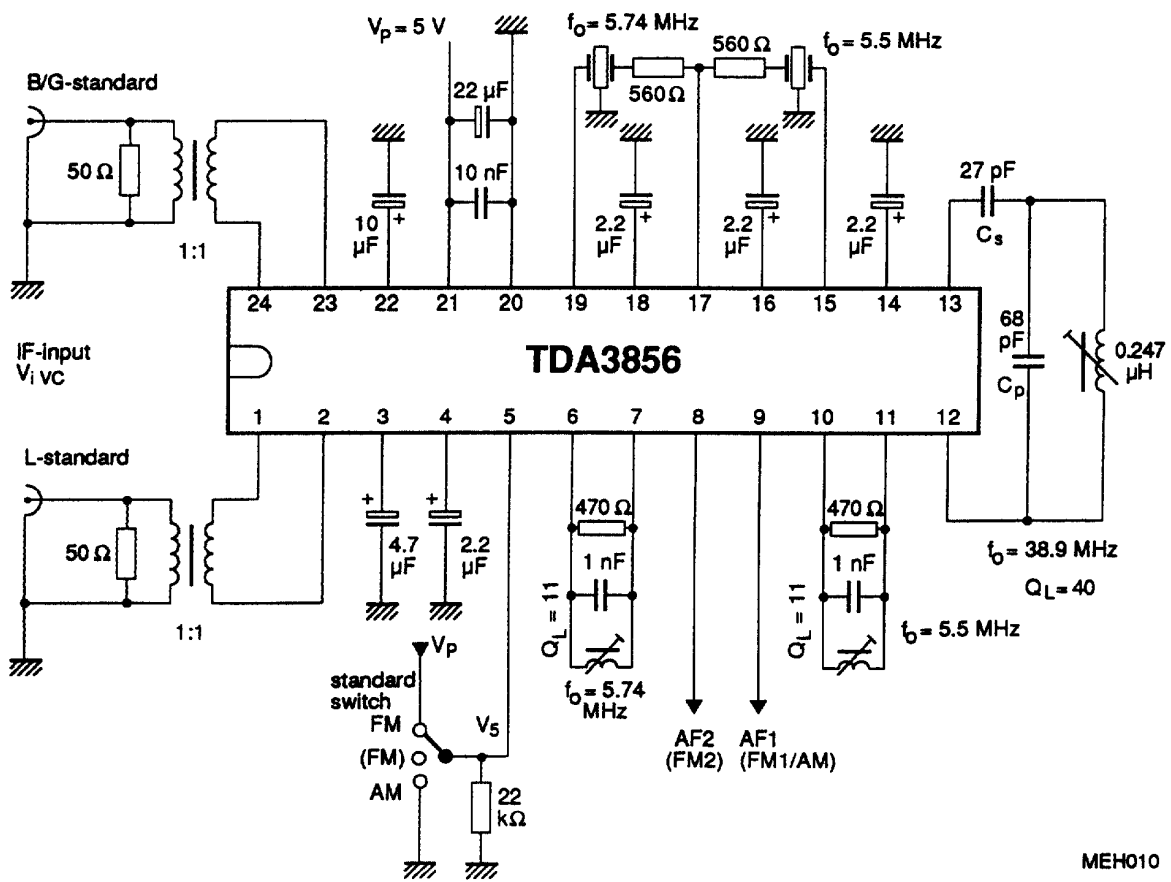 V_P = 5 V
f_O = 5.74 MHz
560 Ω
f_O = 5.5 MHz
560 Ω
B/G-standard
22 µF
50 Ω
10 nF
27 pF
10 µF
+
2.2 µF
+
2.2 µF
+
2.2 µF
+
C_s
1:1
24 23 22 21 20 19 18 17 16 15 14 13
IF-input
V_i VC
TDA3856
68 pF
C_p
0.247 µH
1 2 3 4 5 6 7 8 9 10 11 12
L-standard
50 Ω
+
4.7 µF
+
2.2 µF
470 Ω
1 nF
Q_L = 11
f_O = 5.74 MHz
470 Ω
1 nF
Q_L = 11
f_O = 5.5 MHz
f_O = 38.9 MHz
Q_L = 40
1:1
V_P
standard switch
FM
(FM)
AM
V_5
22 kΩ
AF2
(FM2)
AF1
(FM1/AM)
MEH010